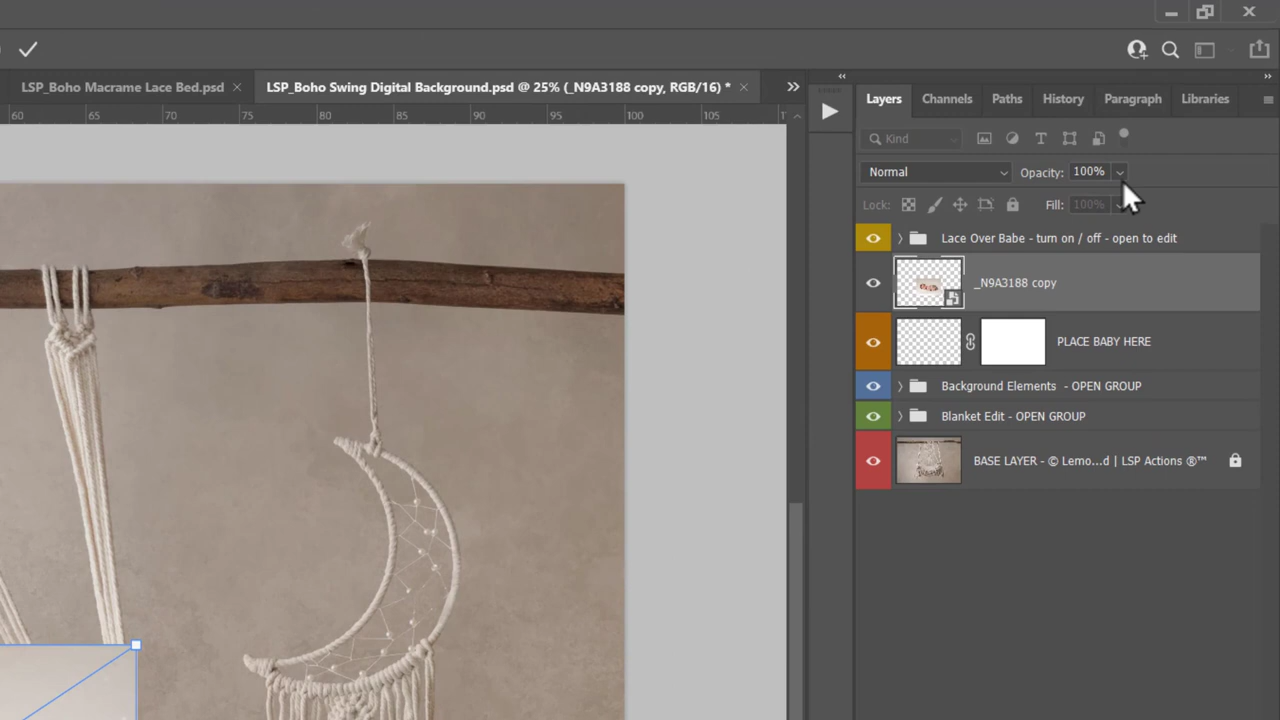 LSP_Boho Macrame Lace Bed.psd
LSP_Boho Swing Digital Background.psd @ 25% (_N9A3188 copy, RGB/16) *
60 65 70 75 80 85 90 95 100 105
Layers Channels Paths History Paragraph Libraries
Kind
Normal Opacity: 100%
Lock: Fill: 100%
Lace Over Babe - turn on / off - open to edit
_N9A3188 copy
PLACE BABY HERE
Background Elements - OPEN GROUP
Blanket Edit - OPEN GROUP
BASE LAYER - © Lemo...d | LSP Actions ®™